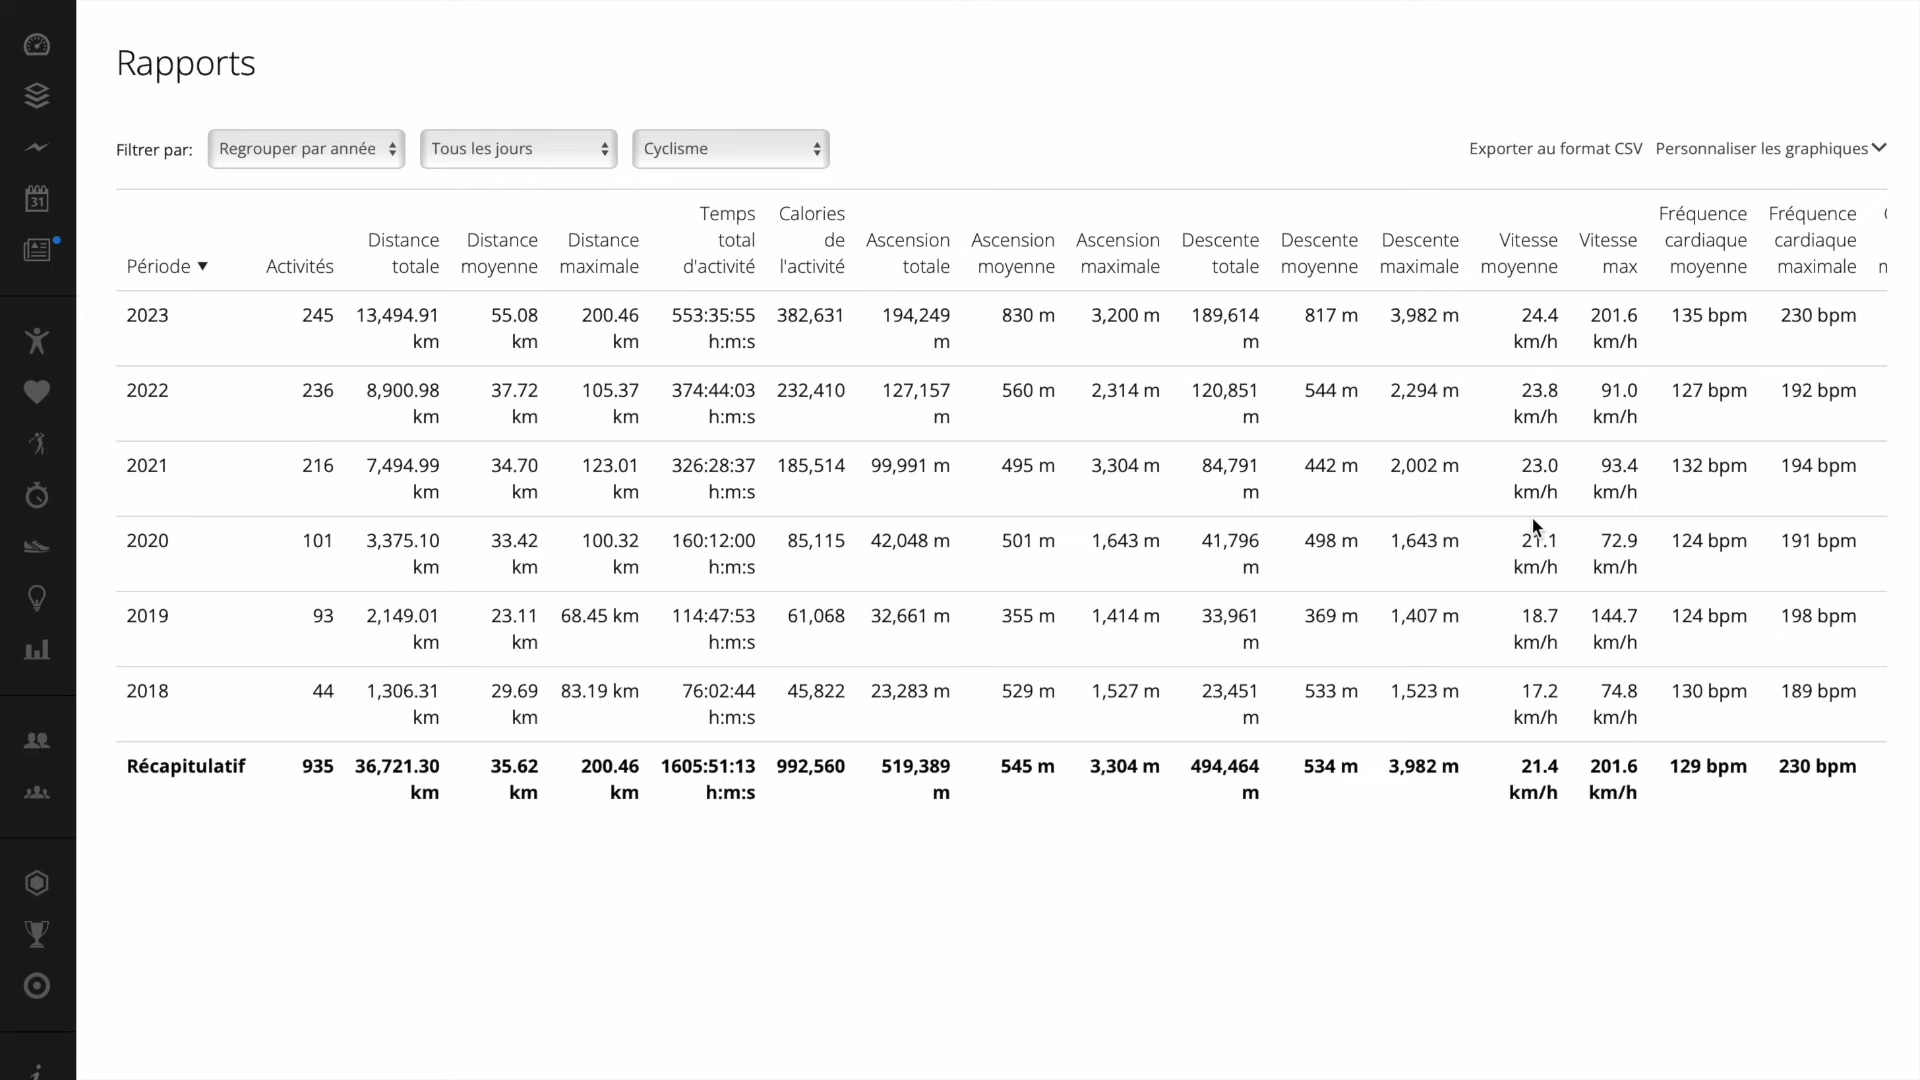 Rapports
Filtrer par: Regrouper par année Tous les jours Cyclisme Exporter au format CSV Personnaliser les graphiques
Période Activités Distance totale Distance moyenne Distance maximale Temps total d'activité Calories de l'activité Ascension totale Ascension moyenne Ascension maximale Descente totale Descente moyenne Descente maximale Vitesse moyenne Vitesse max Fréquence cardiaque moyenne Fréquence cardiaque maximale
2023 245 13,494.91 km 55.08 km 200.46 km 553:35:55 h:m:s 382,631 194,249 m 830 m 3,200 m 189,614 m 817 m 3,982 m 24.4 km/h 201.6 km/h 135 bpm 230 bpm
2022 236 8,900.98 km 37.72 km 105.37 km 374:44:03 h:m:s 232,410 127,157 m 560 m 2,314 m 120,851 m 544 m 2,294 m 23.8 km/h 91.0 km/h 127 bpm 192 bpm
2021 216 7,494.99 km 34.70 km 123.01 km 326:28:37 h:m:s 185,514 99,991 m 495 m 3,304 m 84,791 m 442 m 2,002 m 23.0 km/h 93.4 km/h 132 bpm 194 bpm
2020 101 3,375.10 km 33.42 km 100.32 km 160:12:00 h:m:s 85,115 42,048 m 501 m 1,643 m 41,796 m 498 m 1,643 m 21.1 km/h 72.9 km/h 124 bpm 191 bpm
2019 93 2,149.01 km 23.11 km 68.45 km 114:47:53 h:m:s 61,068 32,661 m 355 m 1,414 m 33,961 m 369 m 1,407 m 18.7 km/h 144.7 km/h 124 bpm 198 bpm
2018 44 1,306.31 km 29.69 km 83.19 km 76:02:44 h:m:s 45,822 23,283 m 529 m 1,527 m 23,451 m 533 m 1,523 m 17.2 km/h 74.8 km/h 130 bpm 189 bpm
Récapitulatif 935 36,721.30 km 35.62 km 200.46 km 1605:51:13 h:m:s 992,560 519,389 m 545 m 3,304 m 494,464 m 534 m 3,982 m 21.4 km/h 201.6 km/h 129 bpm 230 bpm
31